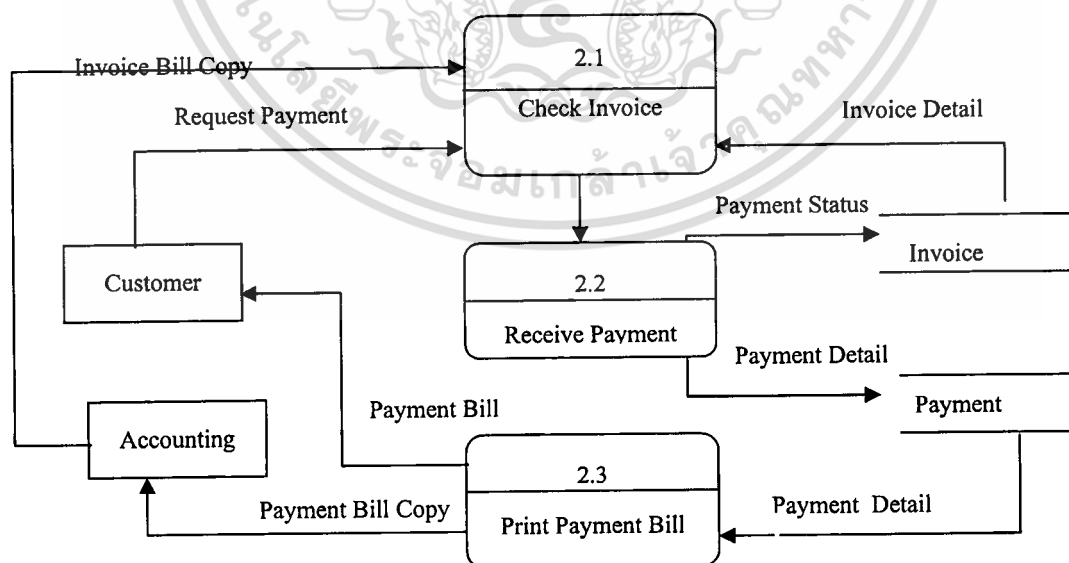 2.1
Invoice Bill Copy
Check Invoice
Invoice Detail
Request Payment
Payment Status
Invoice
Customer
2.2
Receive Payment
Payment Detail
Payment
Payment Bill
Accounting
2.3
Payment Bill Copy
Payment Detail
Print Payment Bill